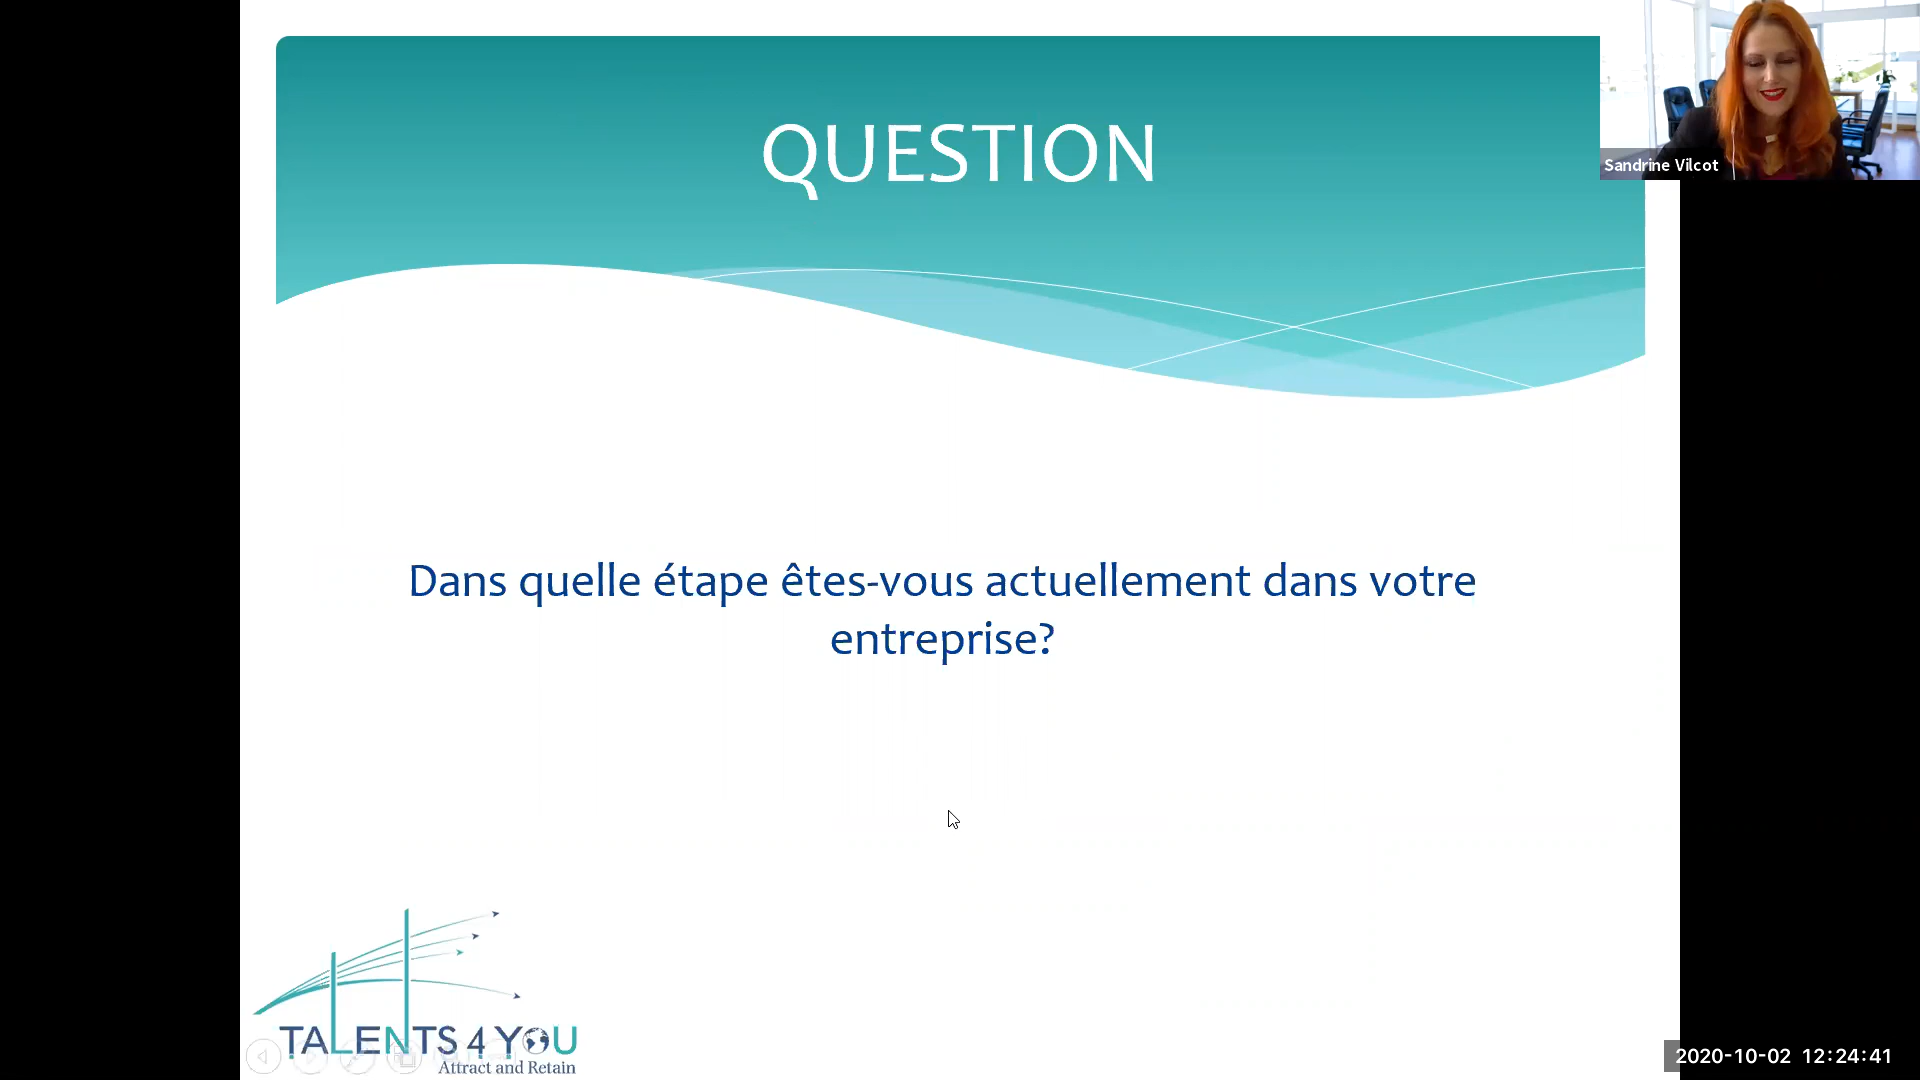 QUESTION
Sandrine Vilcot
Dans quelle étape êtes-vous actuellement dans votre
entreprise?
TALENTS 4 YOU
Attract and Retain
2020-10-02 12:24:41